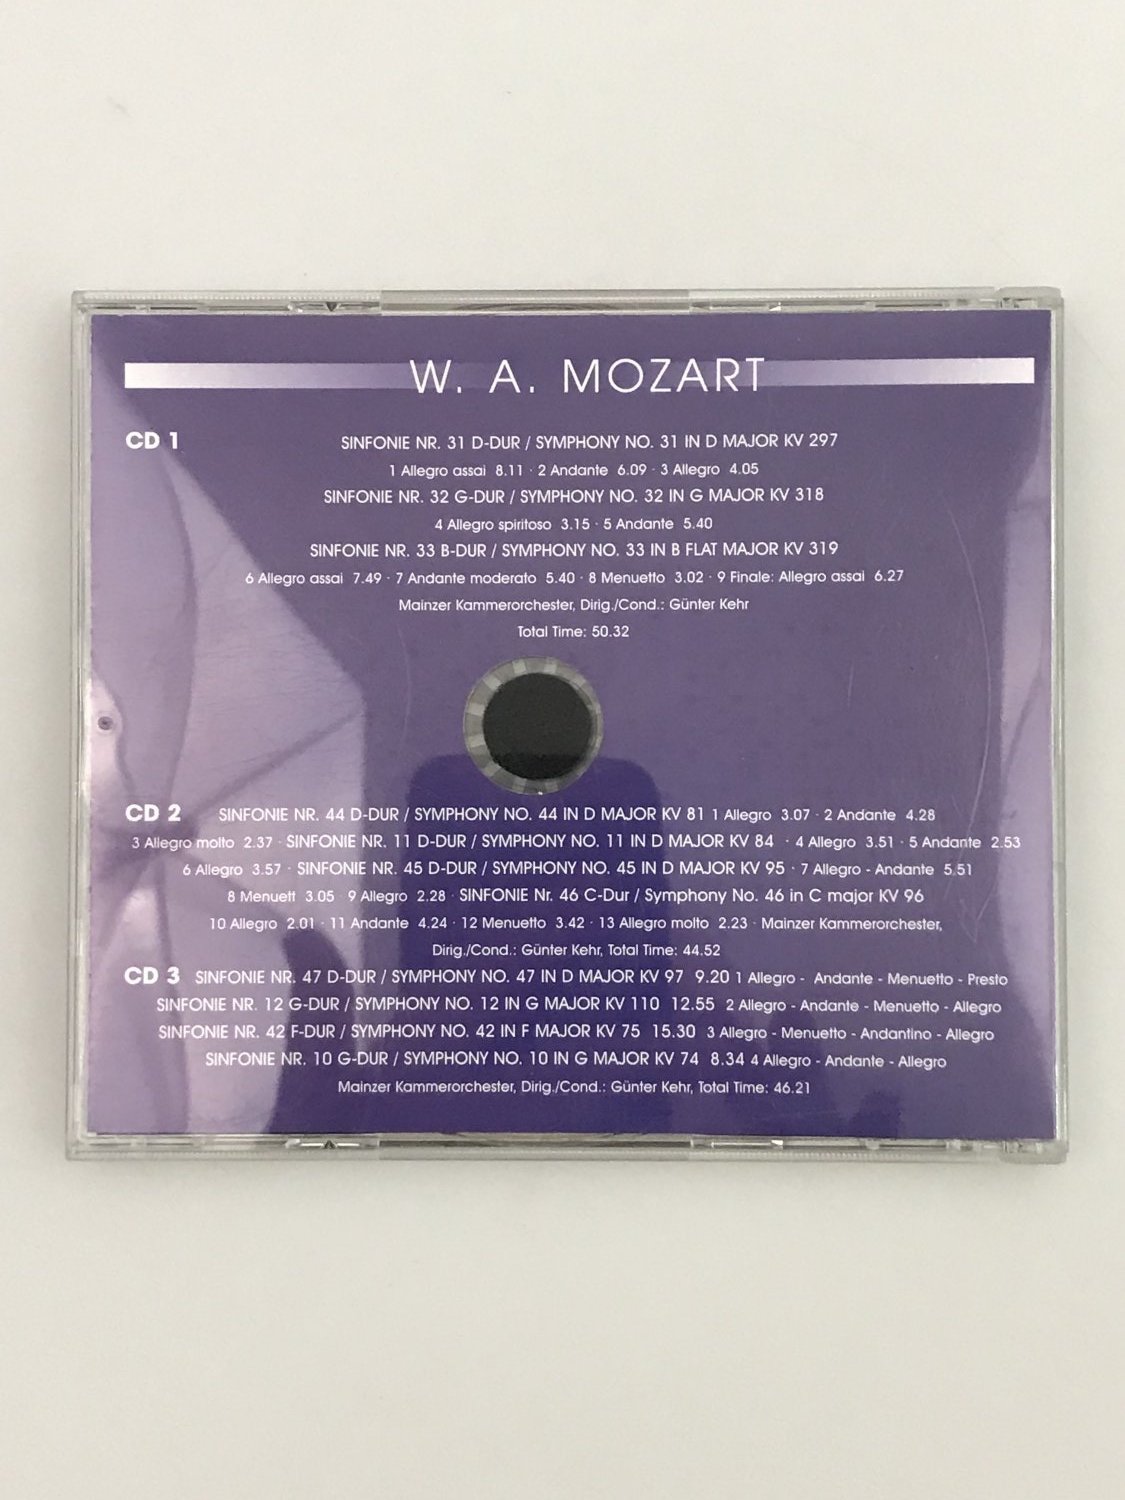 W. A. MOZART
CD 1 SINFONIE NR. 31 D-DUR / SYMPHONY NO. 31 IN D MAJOR KV 297
1 Allegro assai 8.11 · 2 Andante 6.09 · 3 Allegro 4.05
SINFONIE NR. 32 G-DUR / SYMPHONY NO. 32 IN G MAJOR KV 318
4 Allegro spiritoso 3.15 · 5 Andante 5.40
SINFONIE NR. 33 B-DUR / SYMPHONY NO. 33 IN B FLAT MAJOR KV 319
6 Allegro assai 7.49 · 7 Andante moderato 5.40 · 8 Menuetto 3.02 · 9 Finale: Allegro assai 6.27
Mainzer Kammerorchester, Dirig./Cond.: Günter Kehr
Total Time: 50.32
CD 2 SINFONIE NR. 44 D-DUR / SYMPHONY NO. 44 IN D MAJOR KV 81 1 Allegro 3.07 · 2 Andante 4.28
3 Allegro molto 2.37 · SINFONIE NR. 11 D-DUR / SYMPHONY NO. 11 IN D MAJOR KV 84 · 4 Allegro 3.51 · 5 Andante 2.53
6 Allegro 3.57 · SINFONIE NR. 45 D-DUR / SYMPHONY NO. 45 IN D MAJOR KV 95 · 7 Allegro - Andante 5.51
8 Menuett 3.05 · 9 Allegro 2.28 · SINFONIE Nr. 46 C-Dur / Symphony No. 46 in C major KV 96
10 Allegro 2.01 · 11 Andante 4.24 · 12 Menuetto 3.42 · 13 Allegro molto 2.23 · Mainzer Kammerorchester,
Dirig./Cond.: Günter Kehr, Total Time: 44.52
CD 3 SINFONIE NR. 47 D-DUR / SYMPHONY NO. 47 IN D MAJOR KV 97 9.20 1 Allegro - Andante - Menuetto - Presto
SINFONIE NR. 12 G-DUR / SYMPHONY NO. 12 IN G MAJOR KV 110 12.55 2 Allegro - Andante - Menuetto - Allegro
SINFONIE NR. 42 F-DUR / SYMPHONY NO. 42 IN F MAJOR KV 75 15.30 3 Allegro - Menuetto - Andantino - Allegro
SINFONIE NR. 10 G-DUR / SYMPHONY NO. 10 IN G MAJOR KV 74 8.34 4 Allegro - Andante - Allegro
Mainzer Kammerorchester, Dirig./Cond.: Günter Kehr, Total Time: 46.21